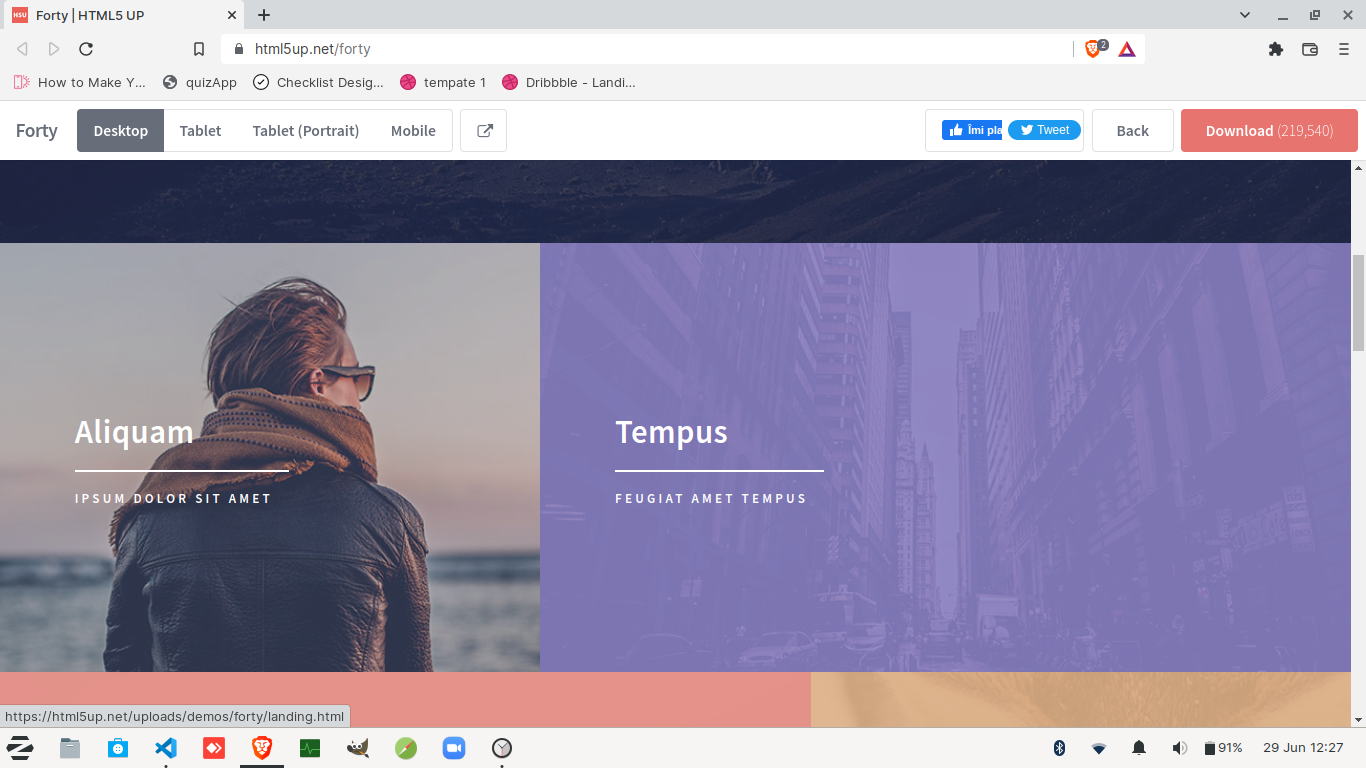 HSU Forty | HTML5 UP
html5up.net/forty
2
How to Make Y... quizApp Checklist Desig... tempate 1 Dribbble - Landi...
Forty Desktop Tablet Tablet (Portrait) Mobile Îmi pla Tweet Back Download (219,540)
Aliquam
IPSUM DOLOR SIT AMET
Tempus
FEUGIAT AMET TEMPUS
https://html5up.net/uploads/demos/forty/landing.html
91% 29 Jun 12:27